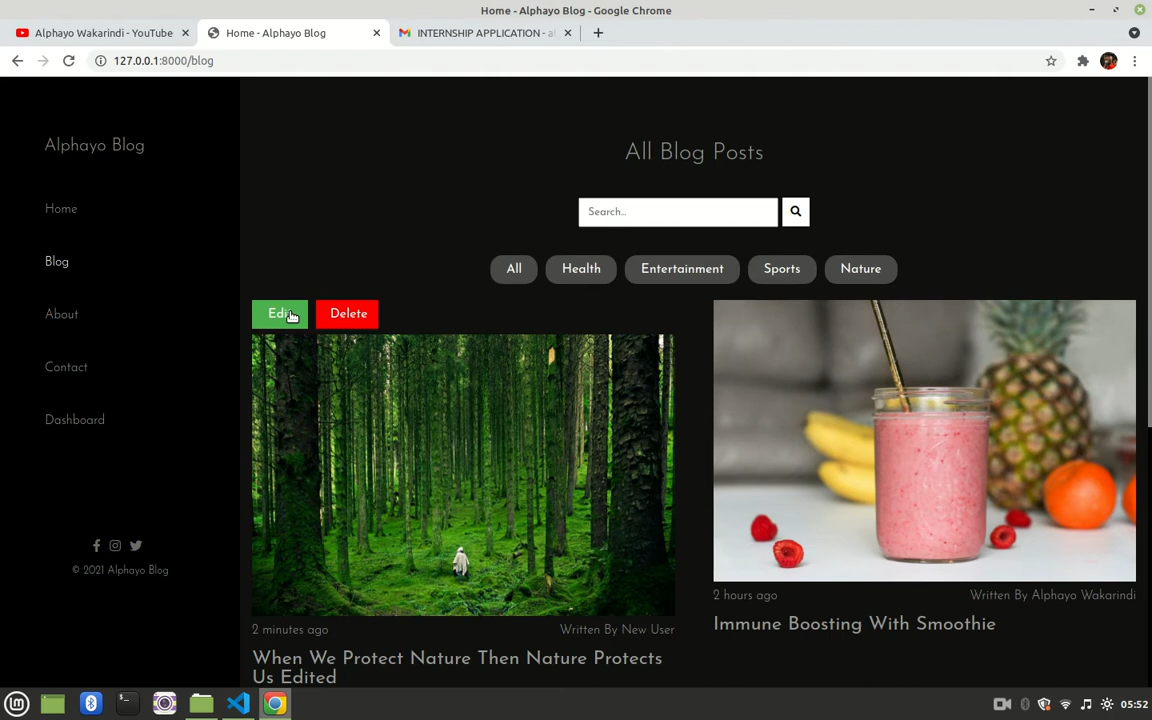 Home - Alphayo Blog - Google Chrome
Alphayo Wakarindi - YouTube
Home - Alphayo Blog
INTERNSHIP APPLICATION - al
127.0.0.1:8000/blog
Alphayo Blog
Home
Blog
About
Contact
Dashboard
© 2021 Alphayo Blog
All Blog Posts
Search...
All Health Entertainment Sports Nature
Edit Delete
2 minutes ago Written By New User
When We Protect Nature Then Nature Protects
Us Edited
2 hours ago Written By Alphayo Wakarindi
Immune Boosting With Smoothie
05:52